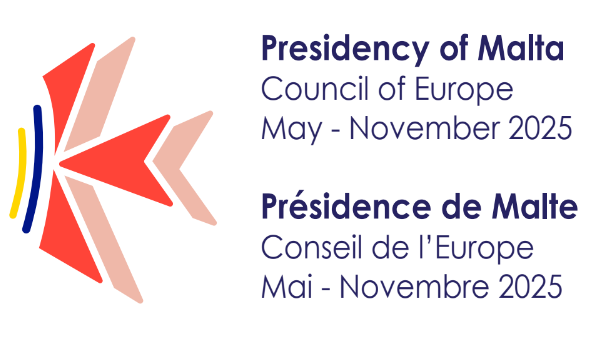 Presidency of Malta
Council of Europe
May - November 2025
Présidence de Malte
Conseil de l’Europe
Mai - Novembre 2025